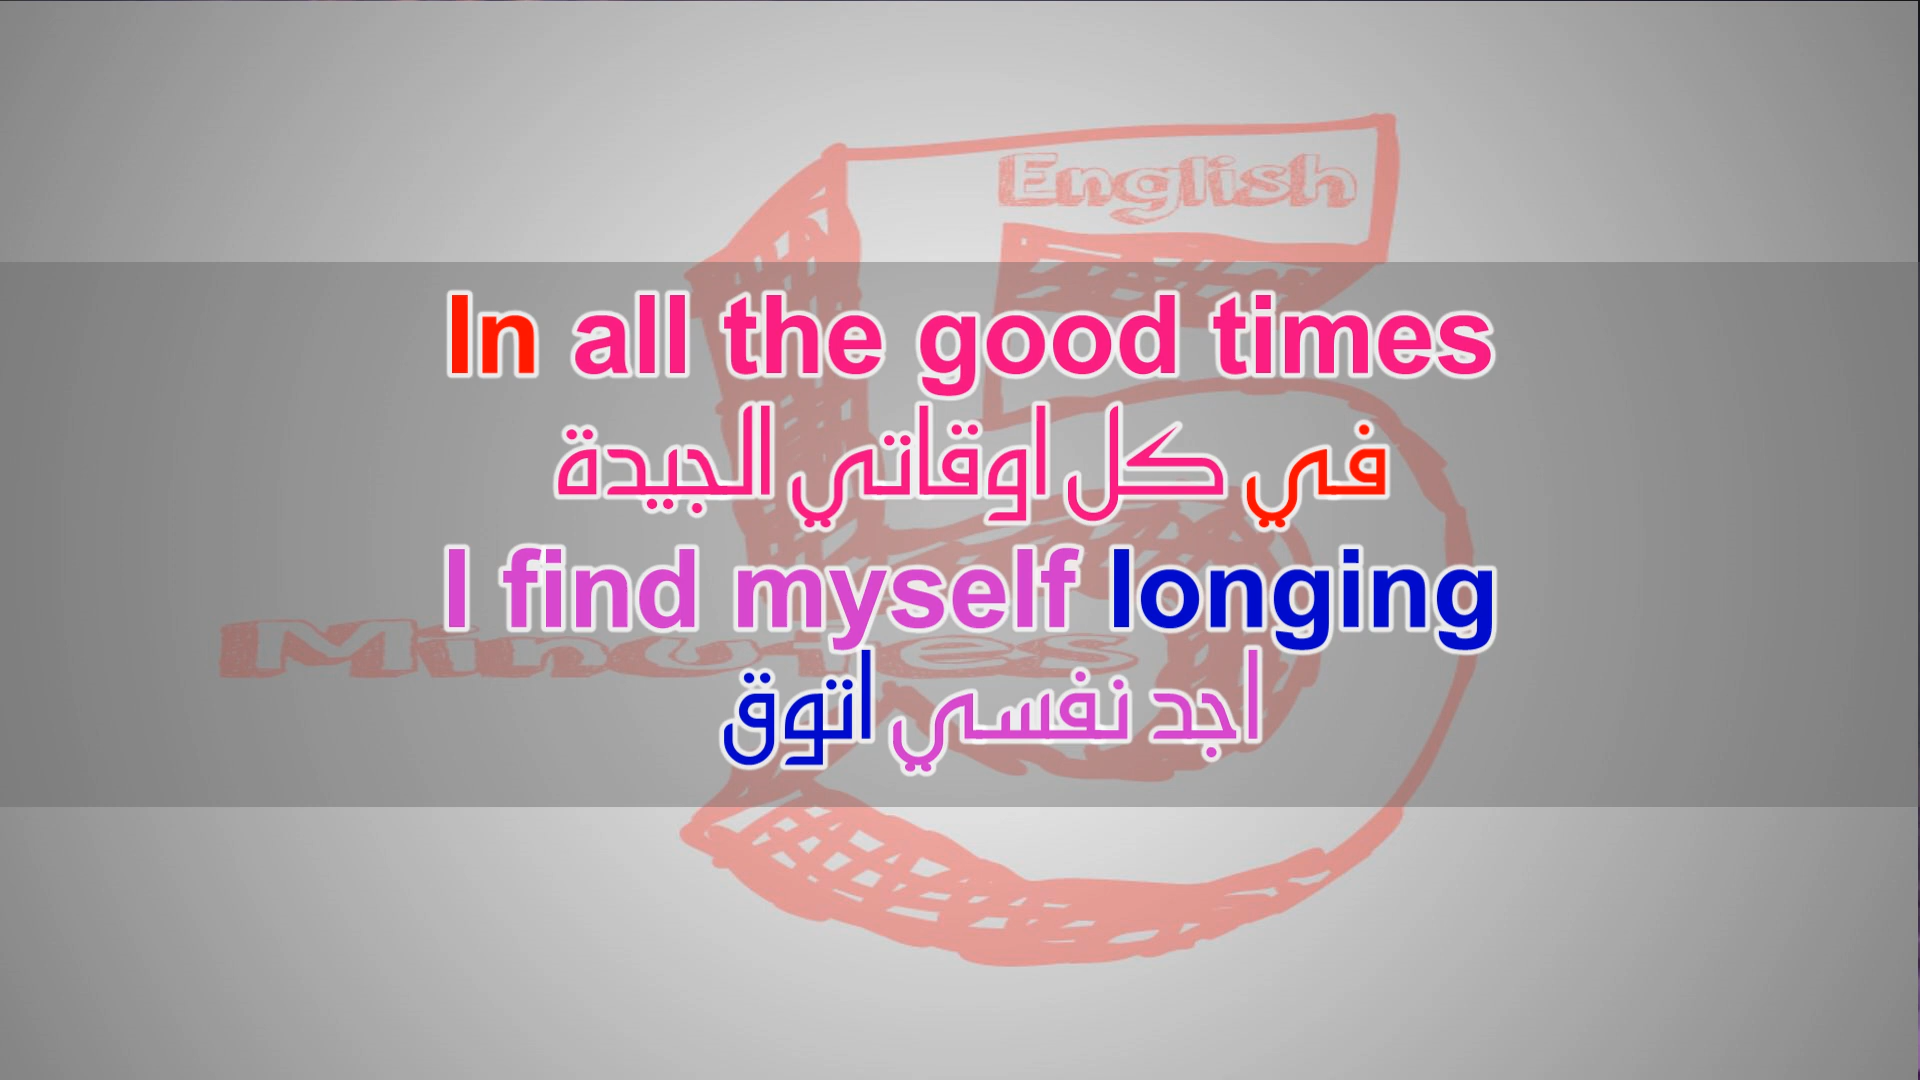 English
In all the good times
في كل اوقاتي الجيدة
I find myself longing
Minutes
اجد نفسي اتوق